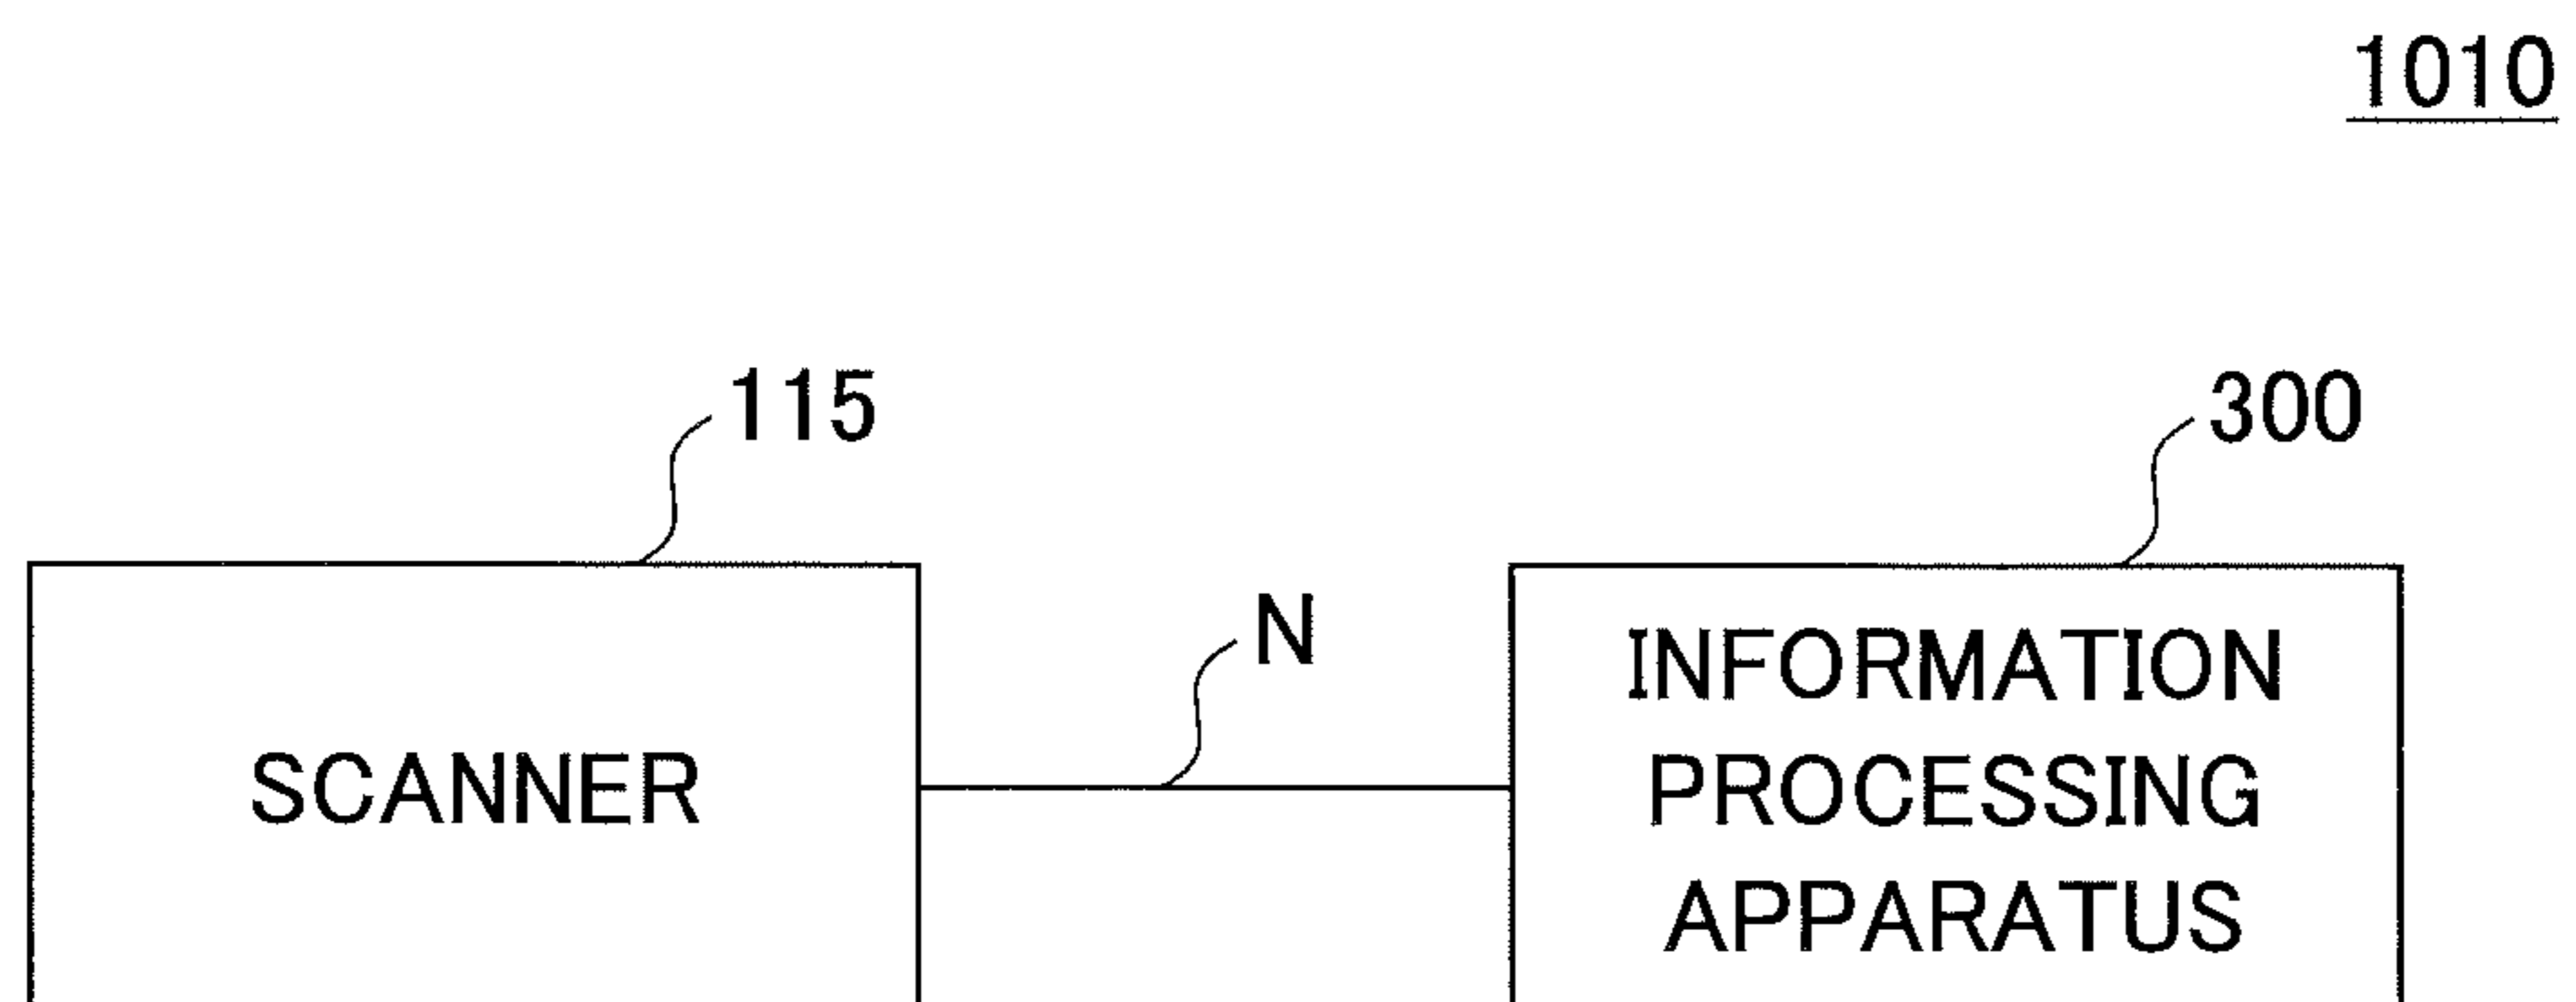 1010
115
300
N
SCANNER
INFORMATION
PROCESSING
APPARATUS